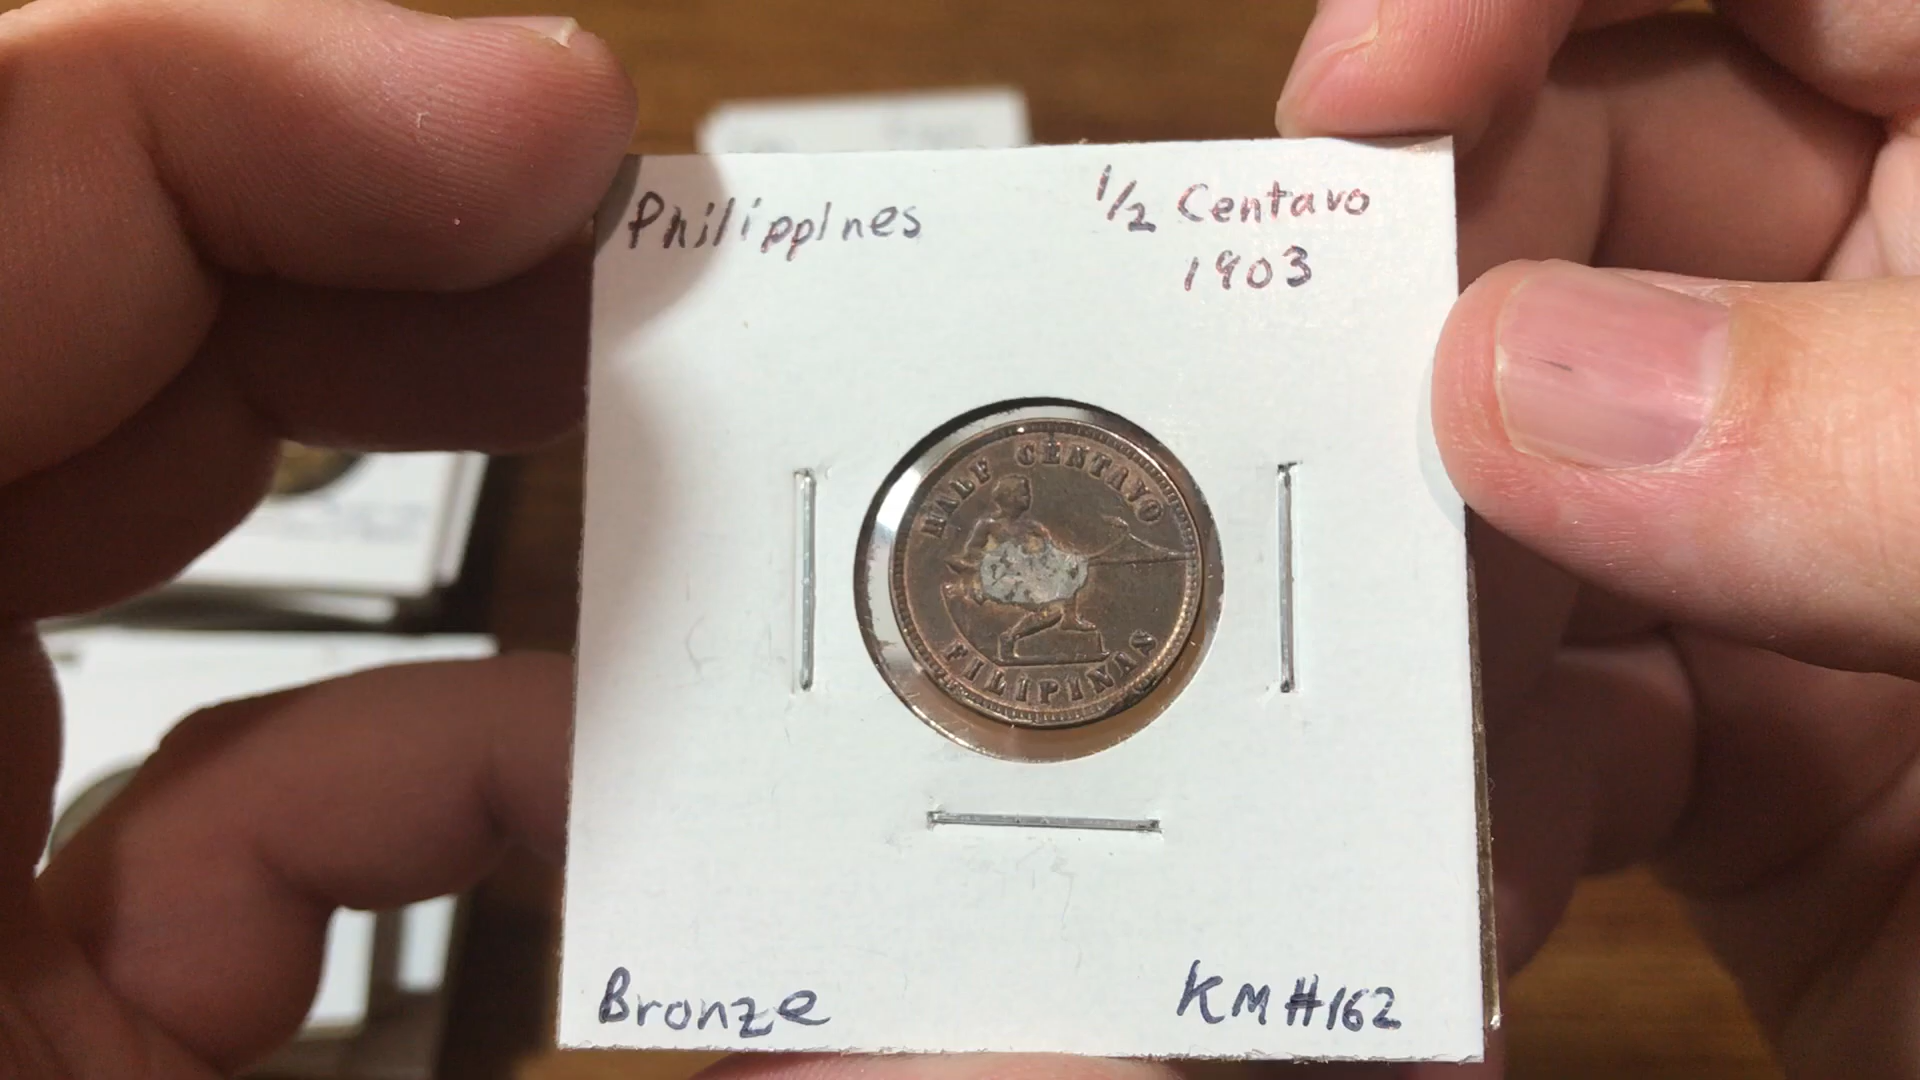 Philippines
1/2 Centavo
1903
HALF CENTAVO
FILIPINAS
Bronze
KM#162